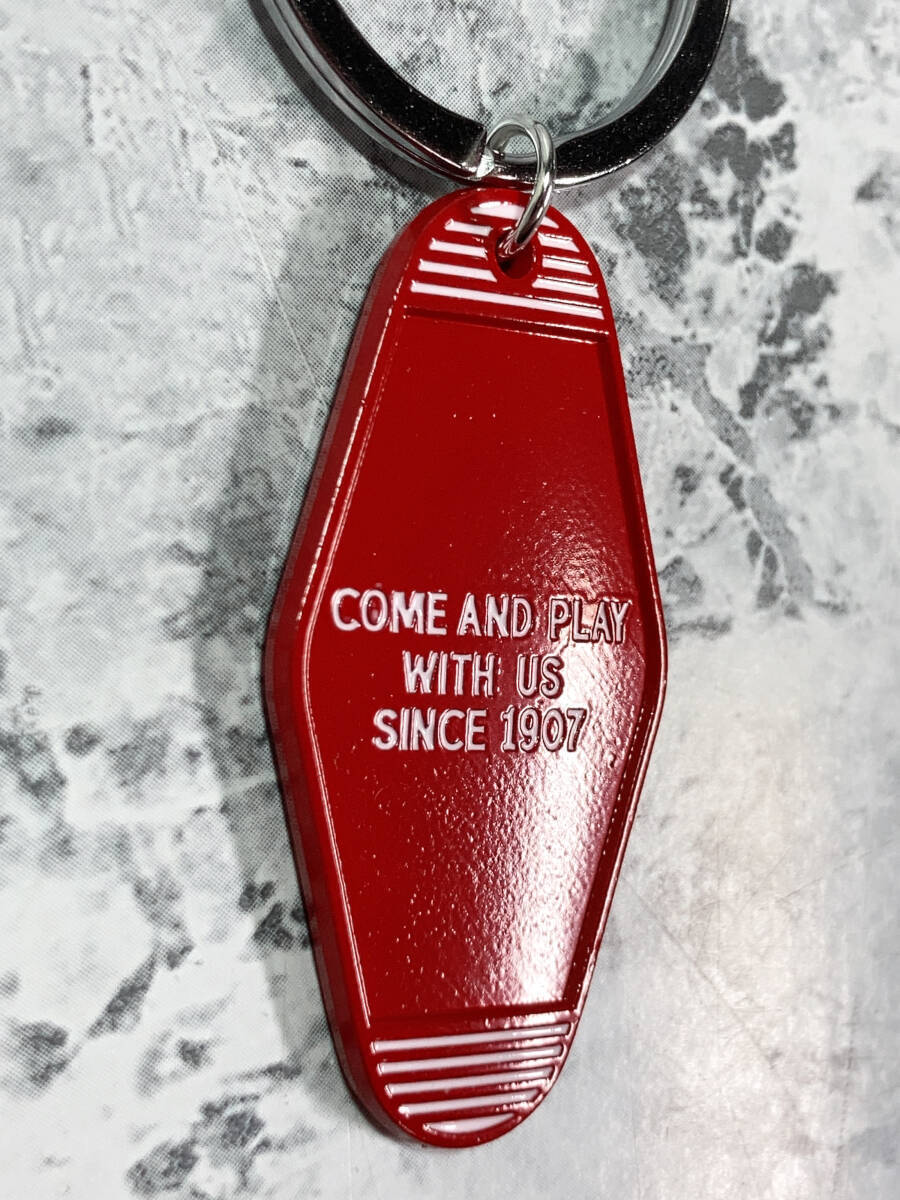 COME AND PLAY
WITH US
SINCE 1907